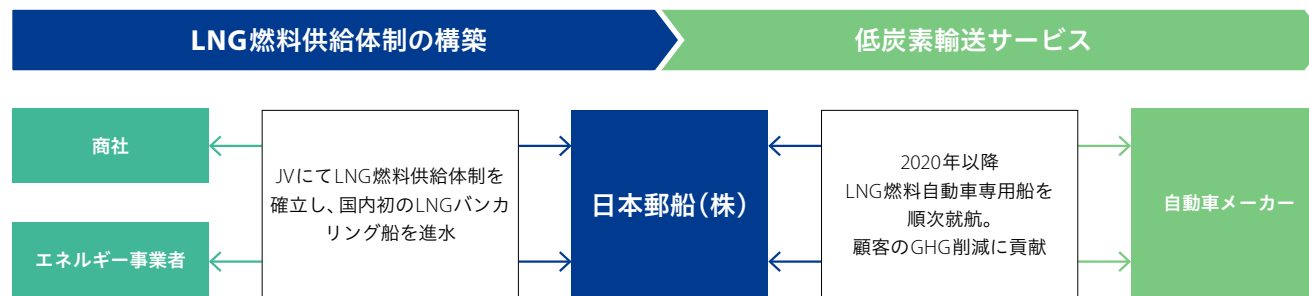 LNG燃料供給体制の構築
低炭素輸送サービス
商社
エネルギー事業者
JVにてLNG燃料供給体制を
確立し、国内初のLNGバンカ
リング船を進水
日本郵船(株)
2020年以降
LNG燃料自動車専用船を
順次就航。
顧客のGHG削減に貢献
自動車メーカー